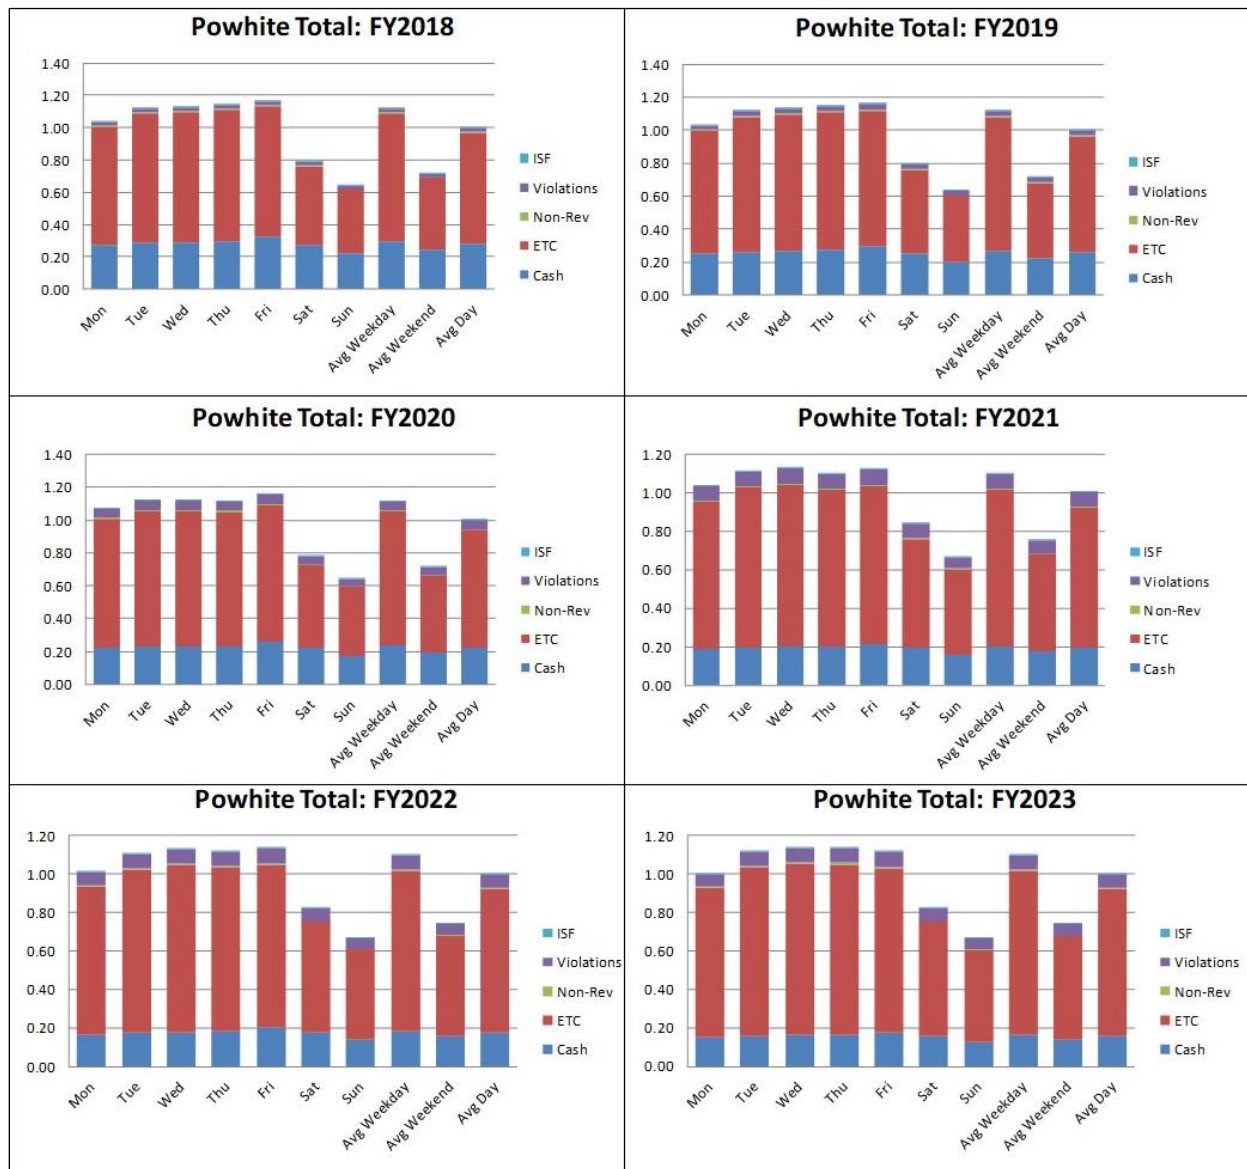 Powhite Total: FY2018
1.40
1.20
1.00
0.80
0.60
0.40
0.20
0.00
Mon
Tue
Wed
Thu
Fri
Sat
Sun
Avg Weekday
Avg Weekend
Avg Day
ISF
Violations
Non-Rev
ETC
Cash
Powhite Total: FY2019
1.40
1.20
1.00
0.80
0.60
0.40
0.20
0.00
Mon
Tue
Wed
Thu
Fri
Sat
Sun
Avg Weekday
Avg Weekend
Avg Day
ISF
Violations
Non-Rev
ETC
Cash
Powhite Total: FY2020
1.40
1.20
1.00
0.80
0.60
0.40
0.20
0.00
Mon
Tue
Wed
Thu
Fri
Sat
Sun
Avg Weekday
Avg Weekend
Avg Day
ISF
Violations
Non-Rev
ETC
Cash
Powhite Total: FY2021
1.20
1.00
0.80
0.60
0.40
0.20
0.00
Mon
Tue
Wed
Thu
Fri
Sat
Sun
Avg Weekday
Avg Weekend
Avg Day
ISF
Violations
Non-Rev
ETC
Cash
Powhite Total: FY2022
1.20
1.00
0.80
0.60
0.40
0.20
0.00
Mon
Tue
Wed
Thu
Fri
Sat
Sun
Avg Weekday
Avg Weekend
Avg Day
ISF
Violations
Non-Rev
ETC
Cash
Powhite Total: FY2023
1.20
1.00
0.80
0.60
0.40
0.20
0.00
Mon
Tue
Wed
Thu
Fri
Sat
Sun
Avg Weekday
Avg Weekend
Avg Day
ISF
Violations
Non-Rev
ETC
Cash